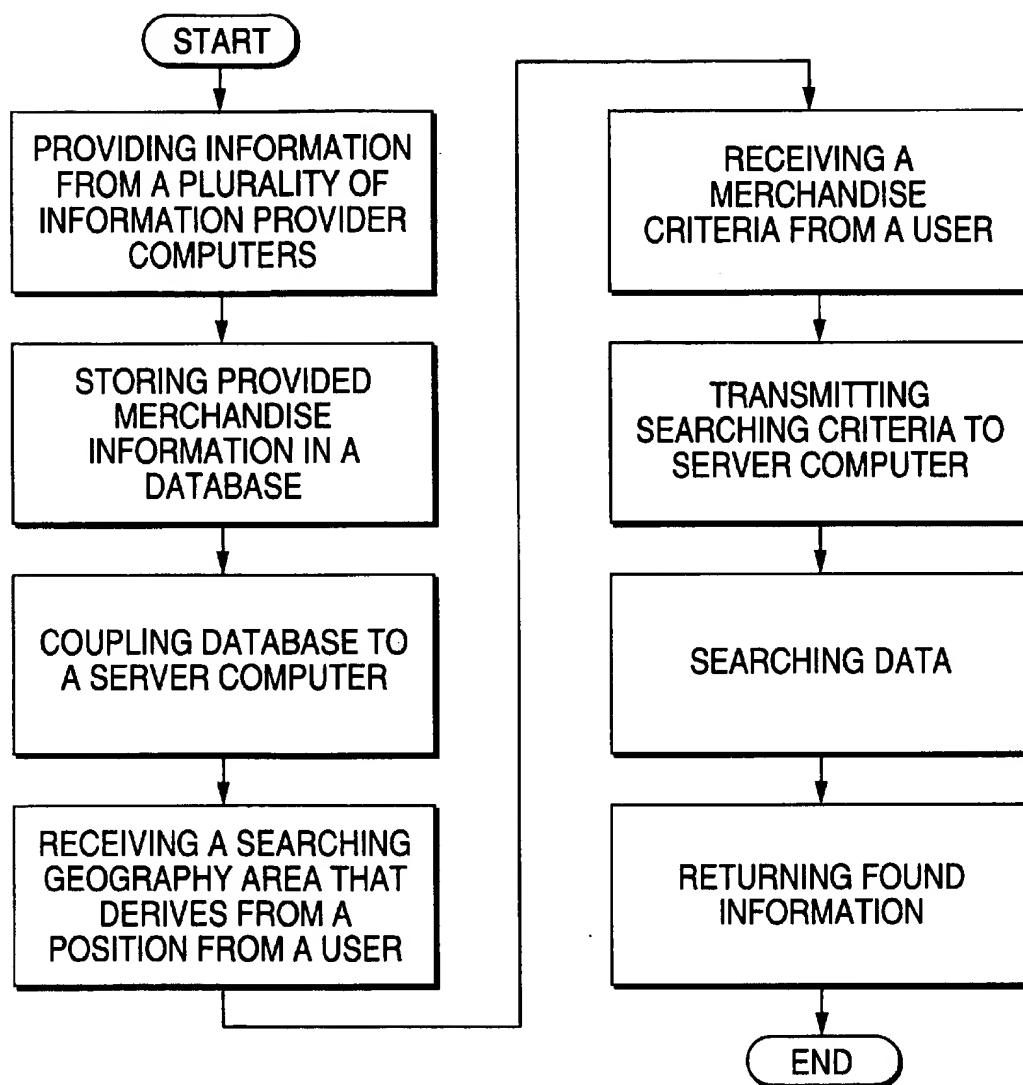 START
PROVIDING INFORMATION
FROM A PLURALITY OF
INFORMATION PROVIDER
COMPUTERS
STORING PROVIDED
MERCHANDISE
INFORMATION IN A
DATABASE
COUPLING DATABASE TO
A SERVER COMPUTER
RECEIVING A SEARCHING
GEOGRAPHY AREA THAT
DERIVES FROM A
POSITION FROM A USER
RECEIVING A
MERCHANDISE
CRITERIA FROM A USER
TRANSMITTING
SEARCHING CRITERIA TO
SERVER COMPUTER
SEARCHING DATA
RETURNING FOUND
INFORMATION
END